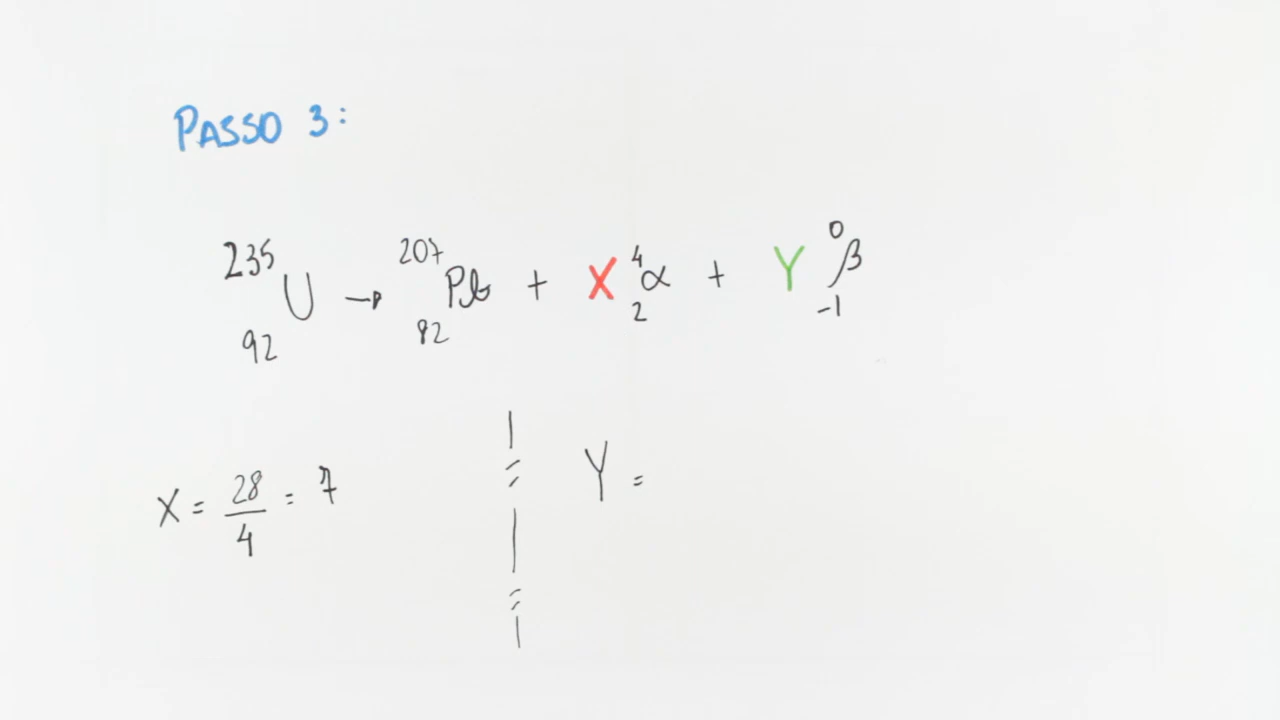 PASSO 3:
235 92 U → 207 82 Pb + X 4 2 α + Y 0 -1 β
X = 28/4 = 7
Y =